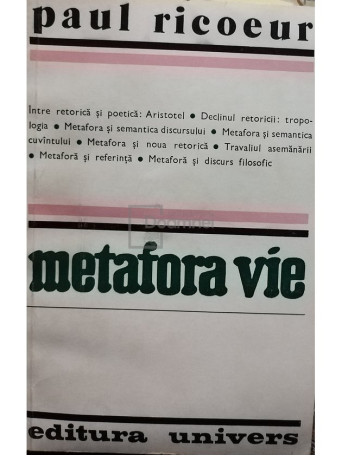 paul ricoeur
Între retorică și poetică: Aristotel ● Declinul retoricii: tropo-
logia ● Metafora și semantica discursului ● Metafora și semantica
cuvîntului ● Metafora și noua retorică ● Travaliul asemănării
● Metaforă și referință ● Metaforă și discurs filosofic
metafora vie
editura univers